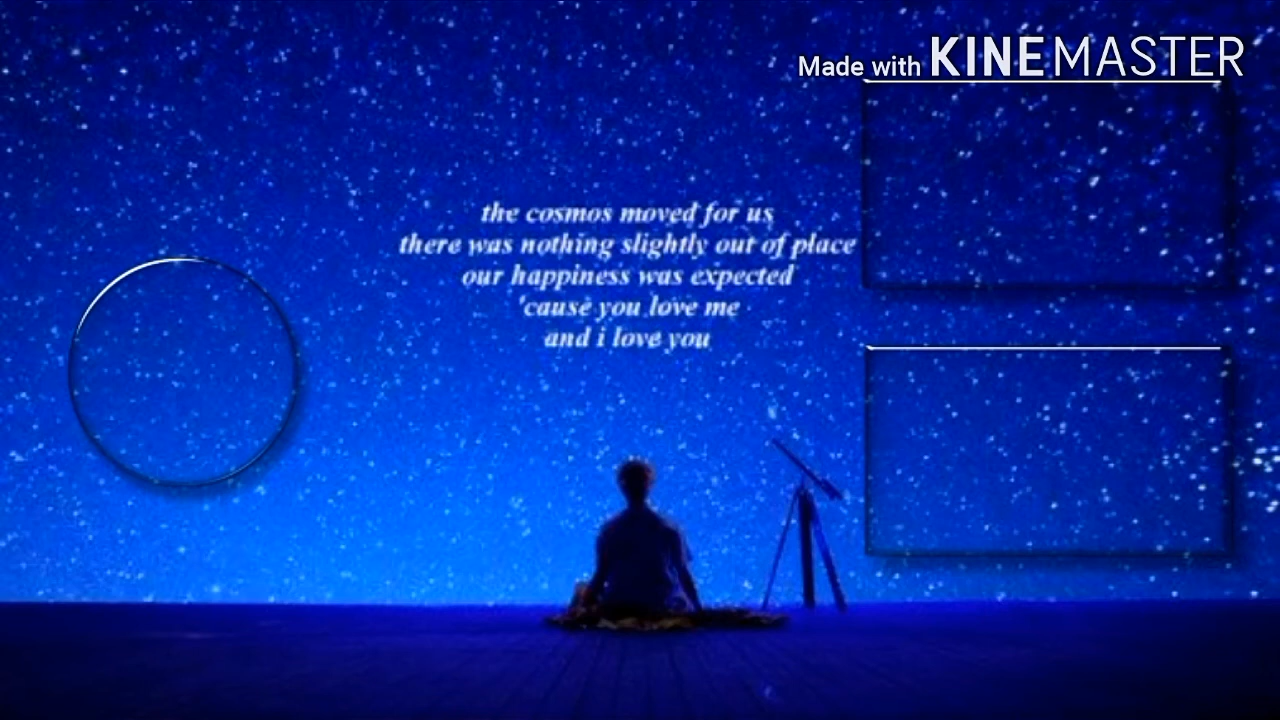 Made with KINEMASTER
the cosmos moved for us
there was nothing slightly out of place
our happiness was expected
'cause you love me
and i love you